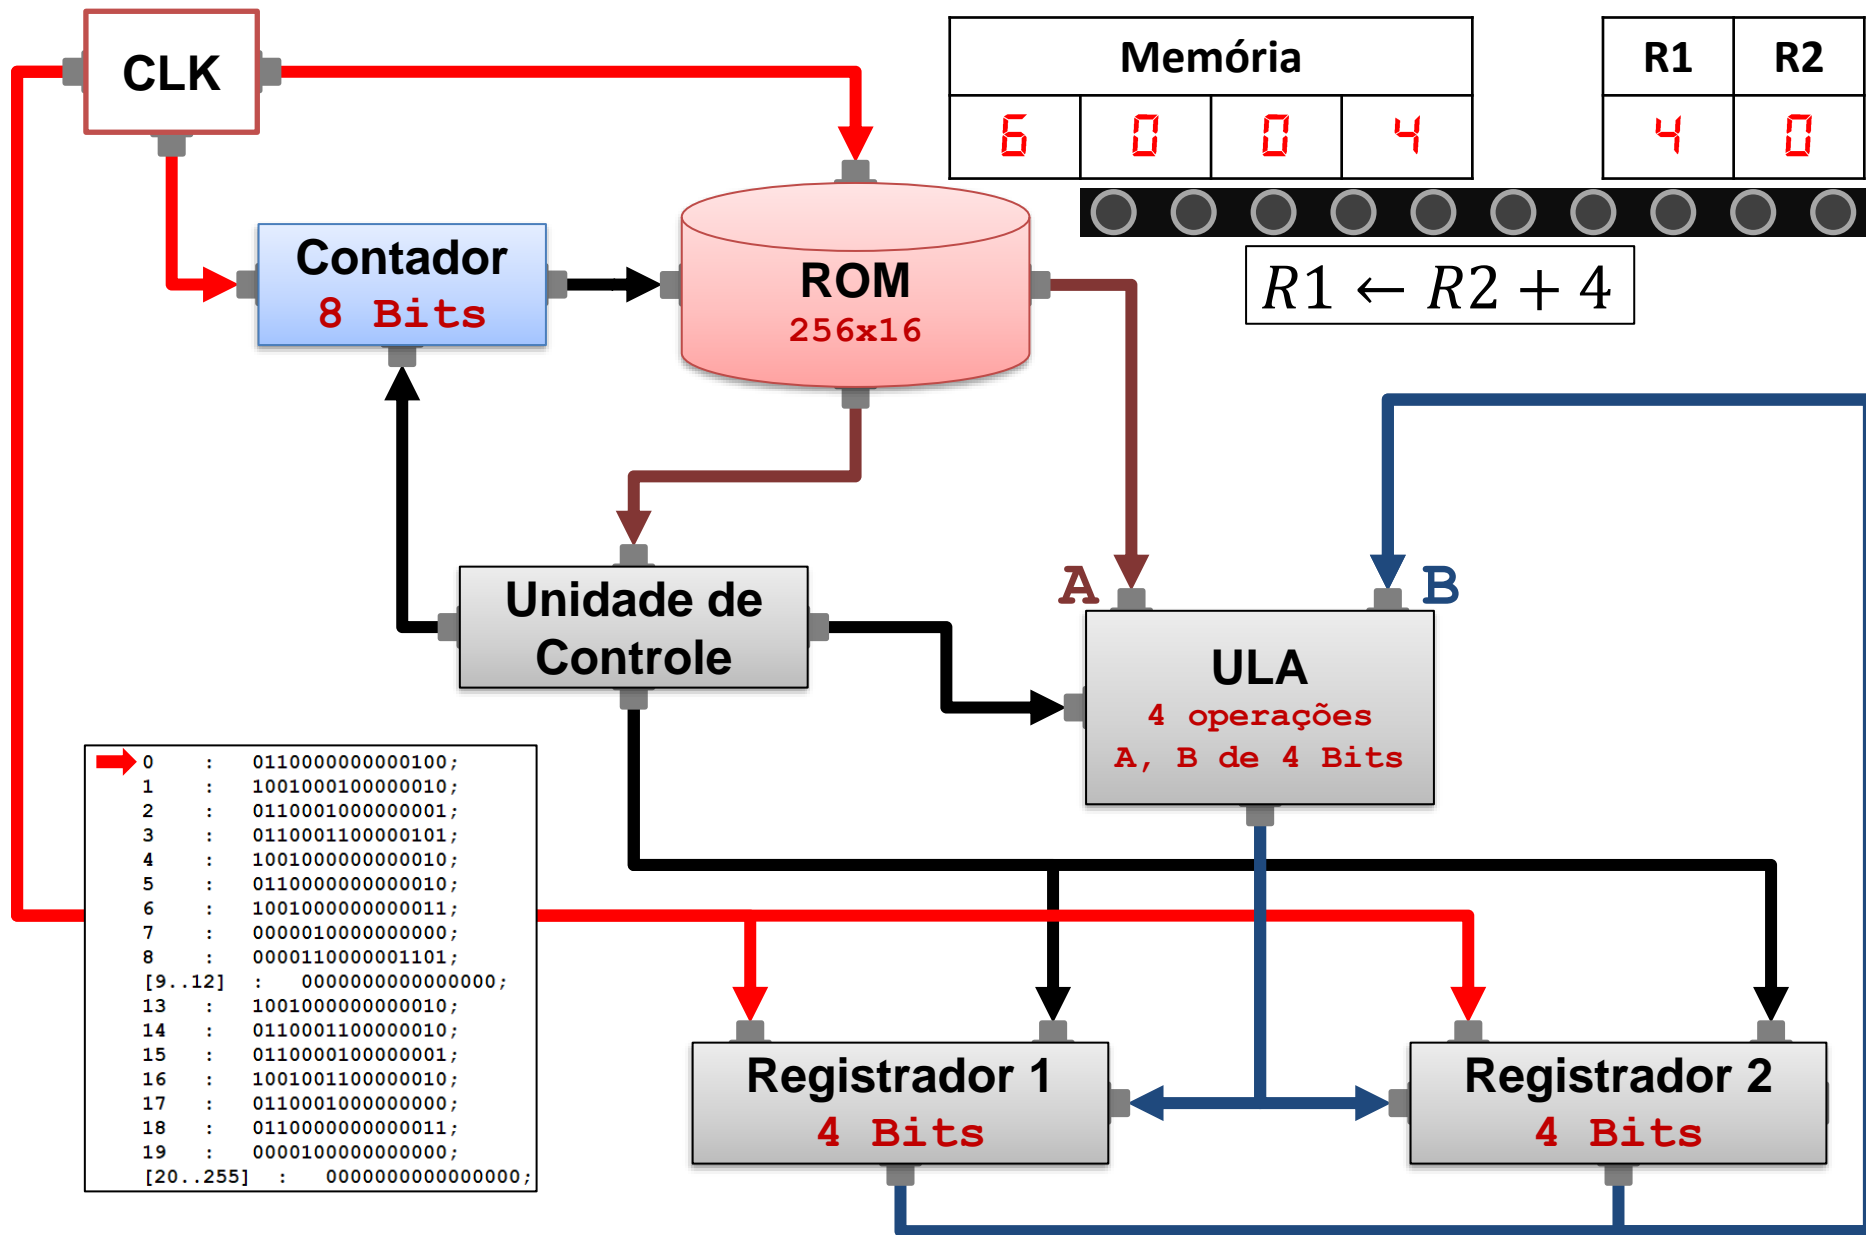 CLK
Memória
R1 R2
6 0 0 4
4 0
Contador
8 Bits
ROM
256x16
R1 ← R2 + 4
Unidade de
Controle
A
B
ULA
4 operações
A, B de 4 Bits
0 : 0110000000000100;
1 : 1001000100000010;
2 : 0110001000000001;
3 : 0110001100000101;
4 : 1001000000000010;
5 : 0110000000000010;
6 : 1001000000000011;
7 : 0000010000000000;
8 : 0000110000001101;
[9..12] : 0000000000000000;
13 : 1001000000000010;
14 : 0110001100000010;
15 : 0110000100000001;
16 : 1001001100000010;
17 : 0110001000000000;
18 : 0110000000000011;
19 : 0000100000000000;
[20..255] : 0000000000000000;
Registrador 1
4 Bits
Registrador 2
4 Bits